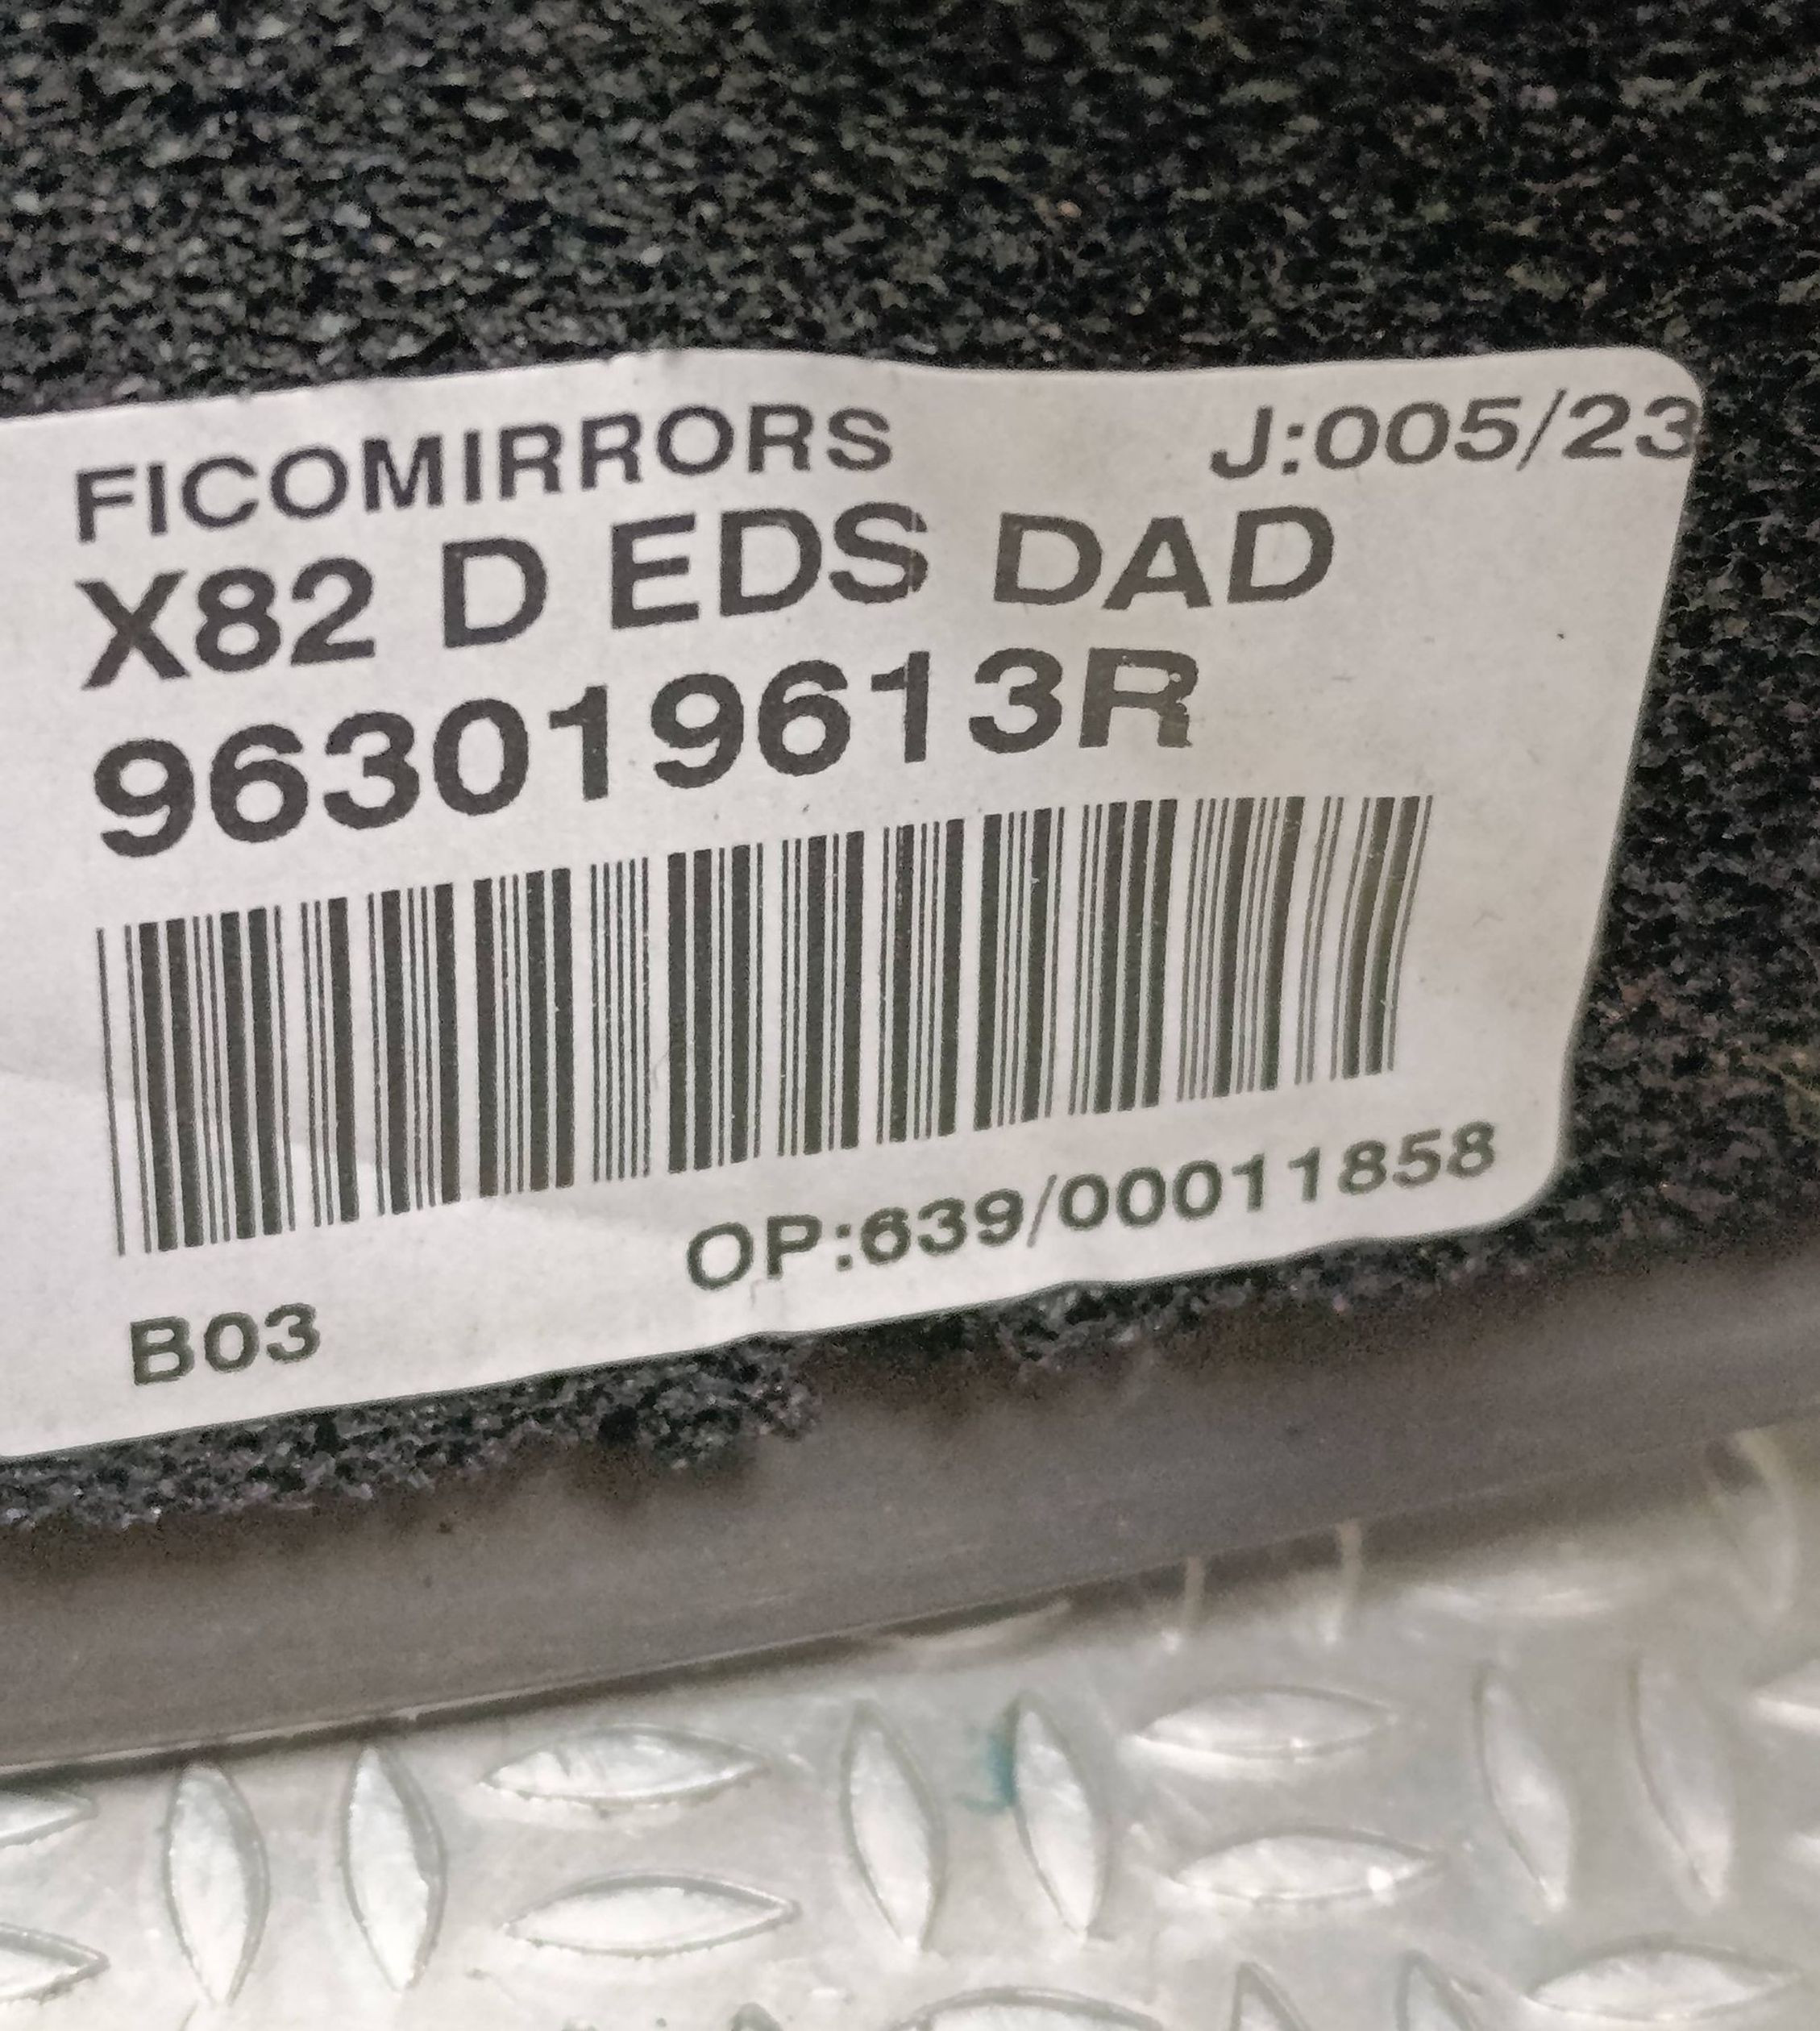 FICOMIRRORS J:005/23
X82 D EDS DAD
963019613R
OP:639/00011858
B03